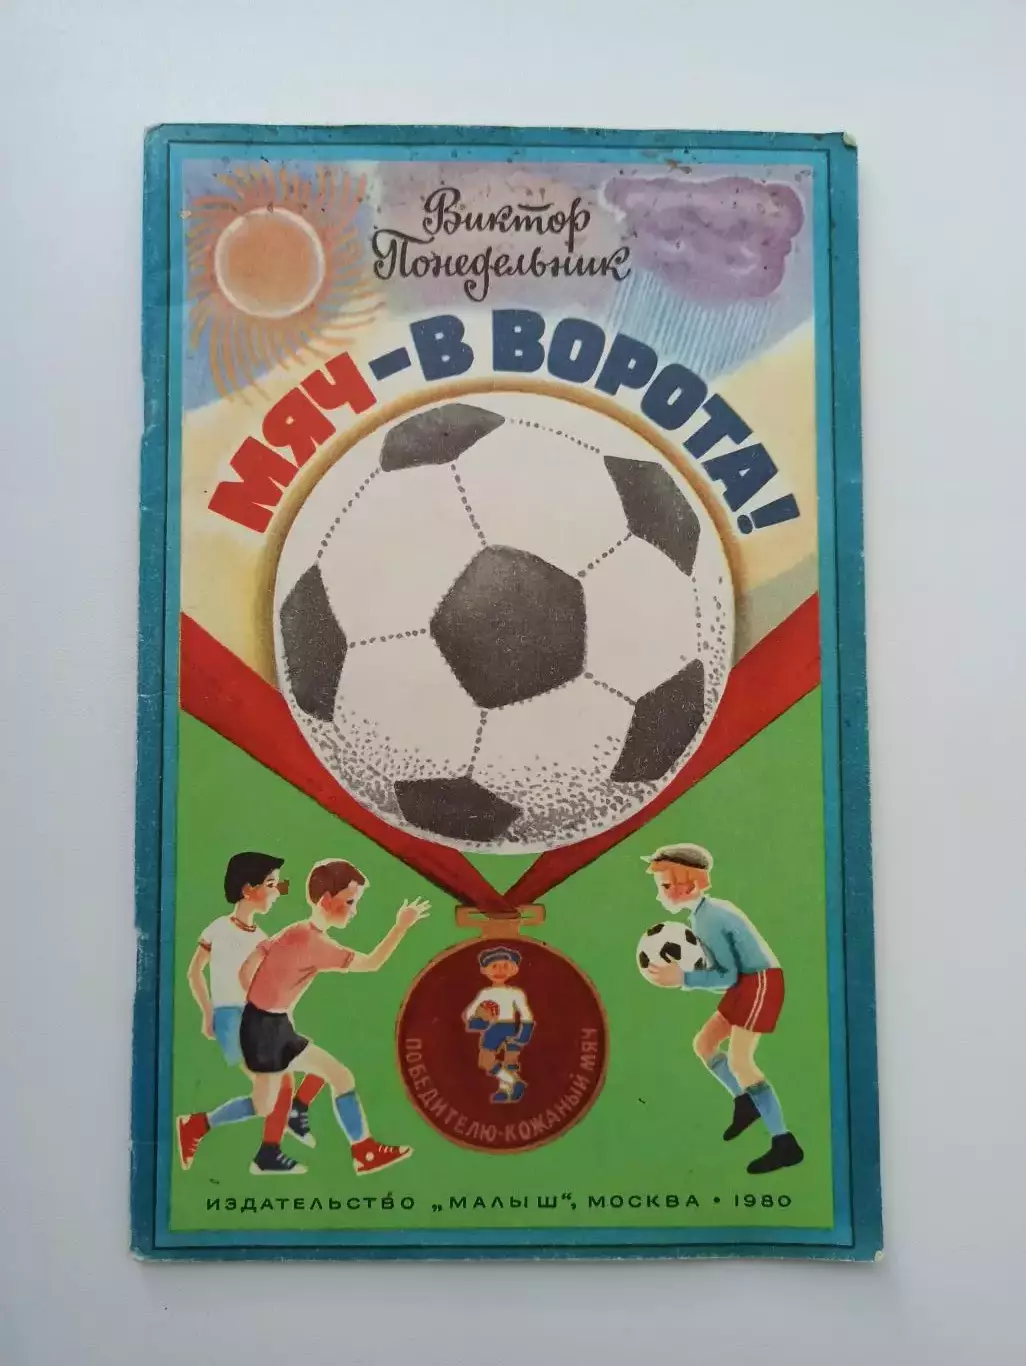 Виктор
Понедельник
МЯЧ-В ВОРОТА!
ПОБЕДИТЕЛЮ-КОЖАНЫЙ МЯЧ
ИЗДАТЕЛЬСТВО „МАЛЫШ“, МОСКВА • 1980